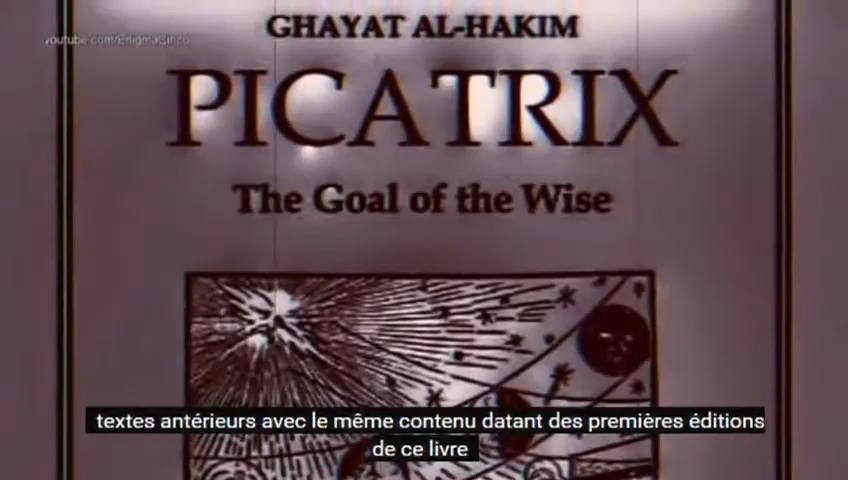 GHAYAT AL-HAKIM
youtube.com/EnigmaCinco
PICATRIX
The Goal of the Wise
textes antérieurs avec le même contenu datant des premières éditions
de ce livre